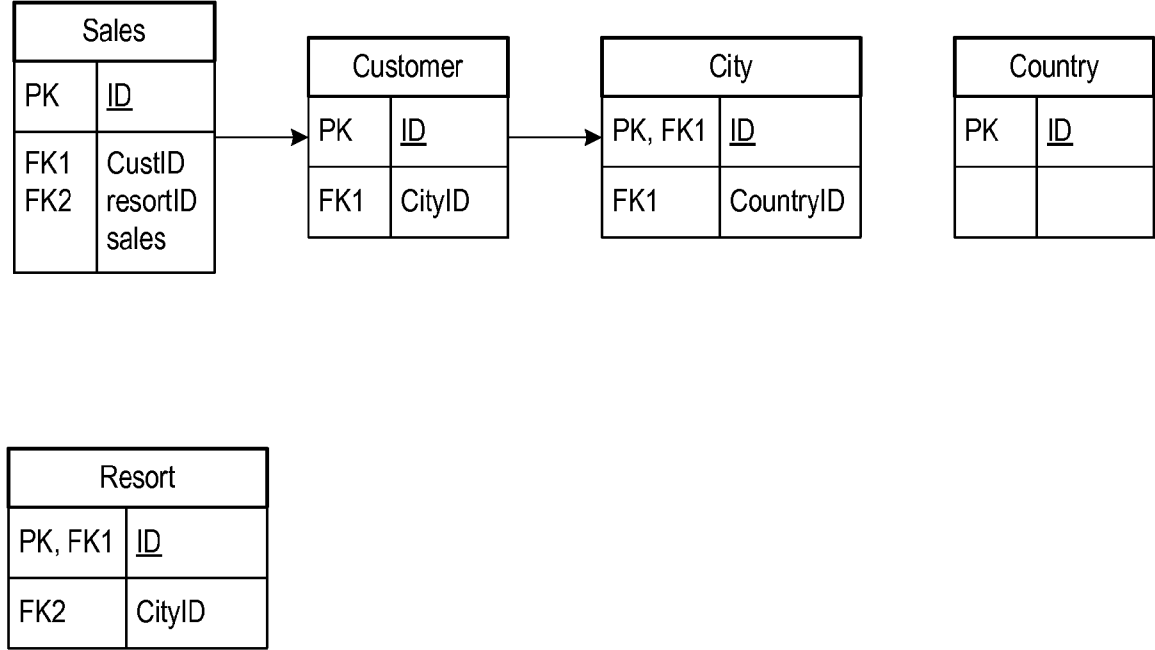 Sales
PK ID
FK1 CustID
FK2 resortID
sales
Customer
PK ID
FK1 CityID
City
PK, FK1 ID
FK1 CountryID
Country
PK ID
Resort
PK, FK1 ID
FK2 CityID